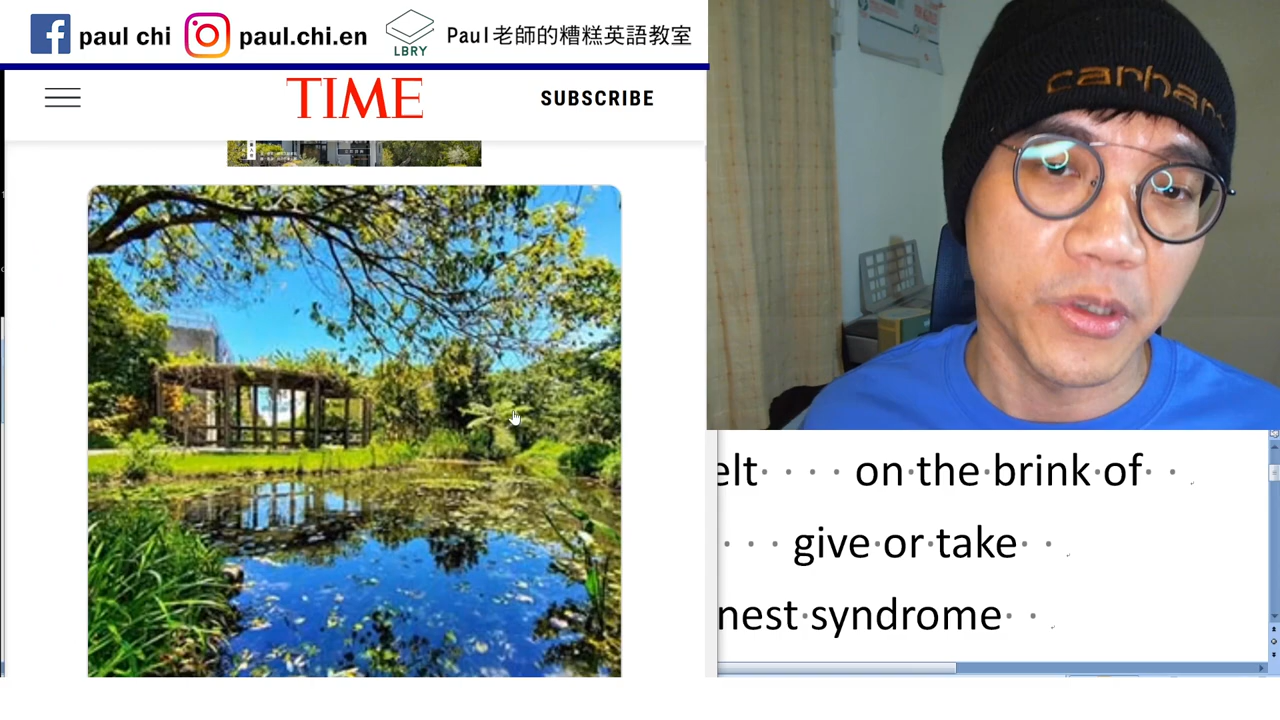 paul chi paul.chi.en LBRY Paul老師的糟糕英語教室
TIME SUBSCRIBE
carhar
elt on the brink of
give or take
nest syndrome